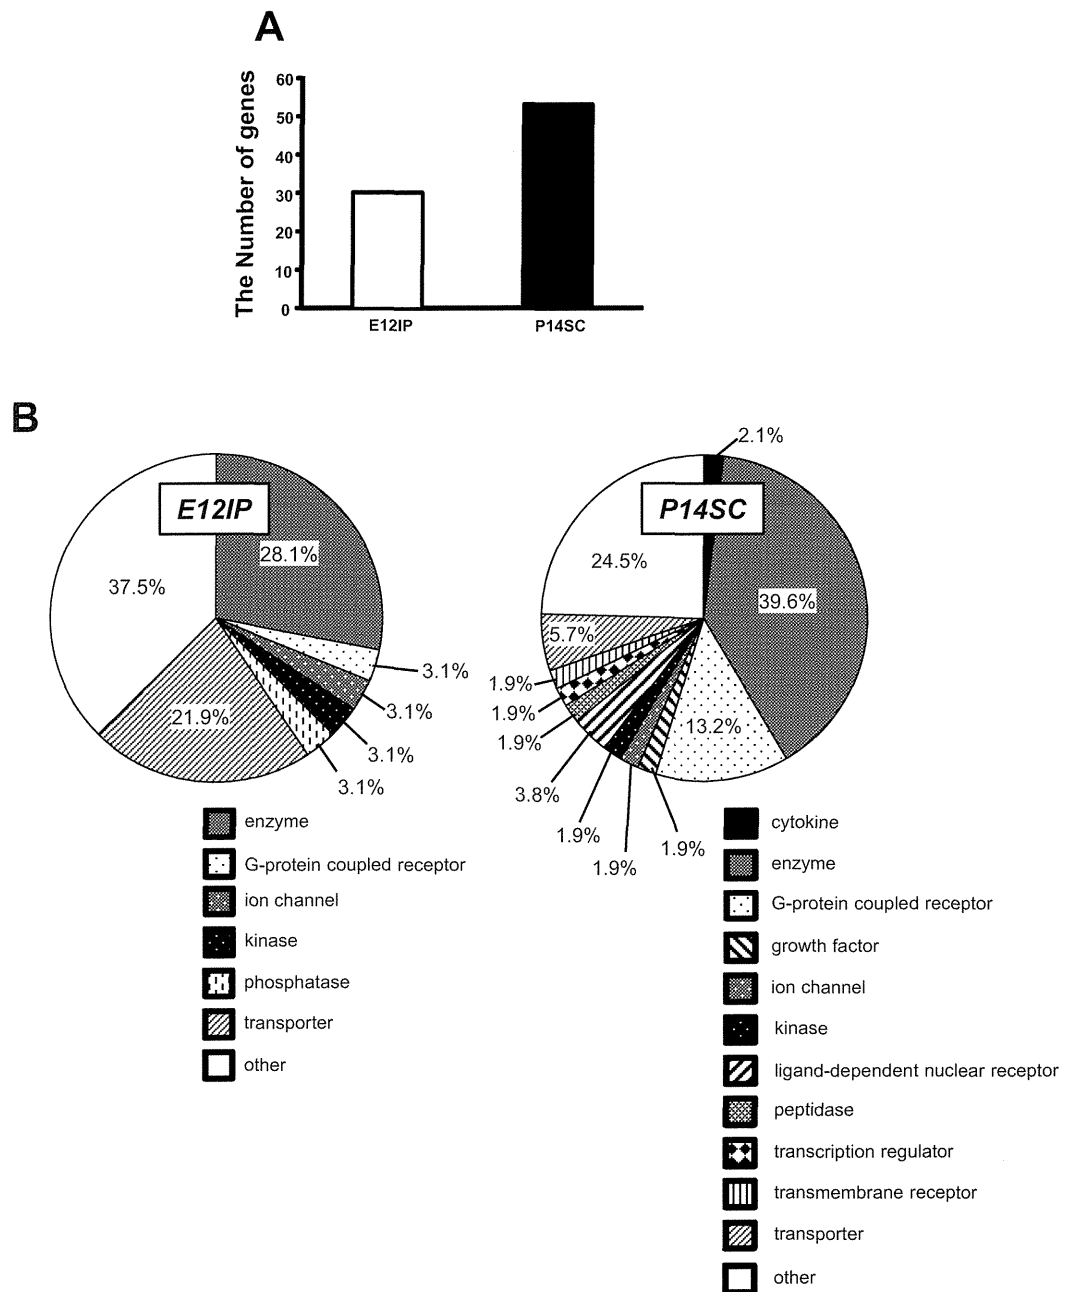 A
The Number of genes
60
50
40
30
20
10
0
E12IP
P14SC
B
E12IP
28.1%
3.1%
3.1%
3.1%
3.1%
21.9%
37.5%
enzyme
G-protein coupled receptor
ion channel
kinase
phosphatase
transporter
other
P14SC
2.1%
39.6%
13.2%
1.9%
1.9%
1.9%
3.8%
1.9%
1.9%
1.9%
5.7%
24.5%
cytokine
enzyme
G-protein coupled receptor
growth factor
ion channel
kinase
ligand-dependent nuclear receptor
peptidase
transcription regulator
transmembrane receptor
transporter
other